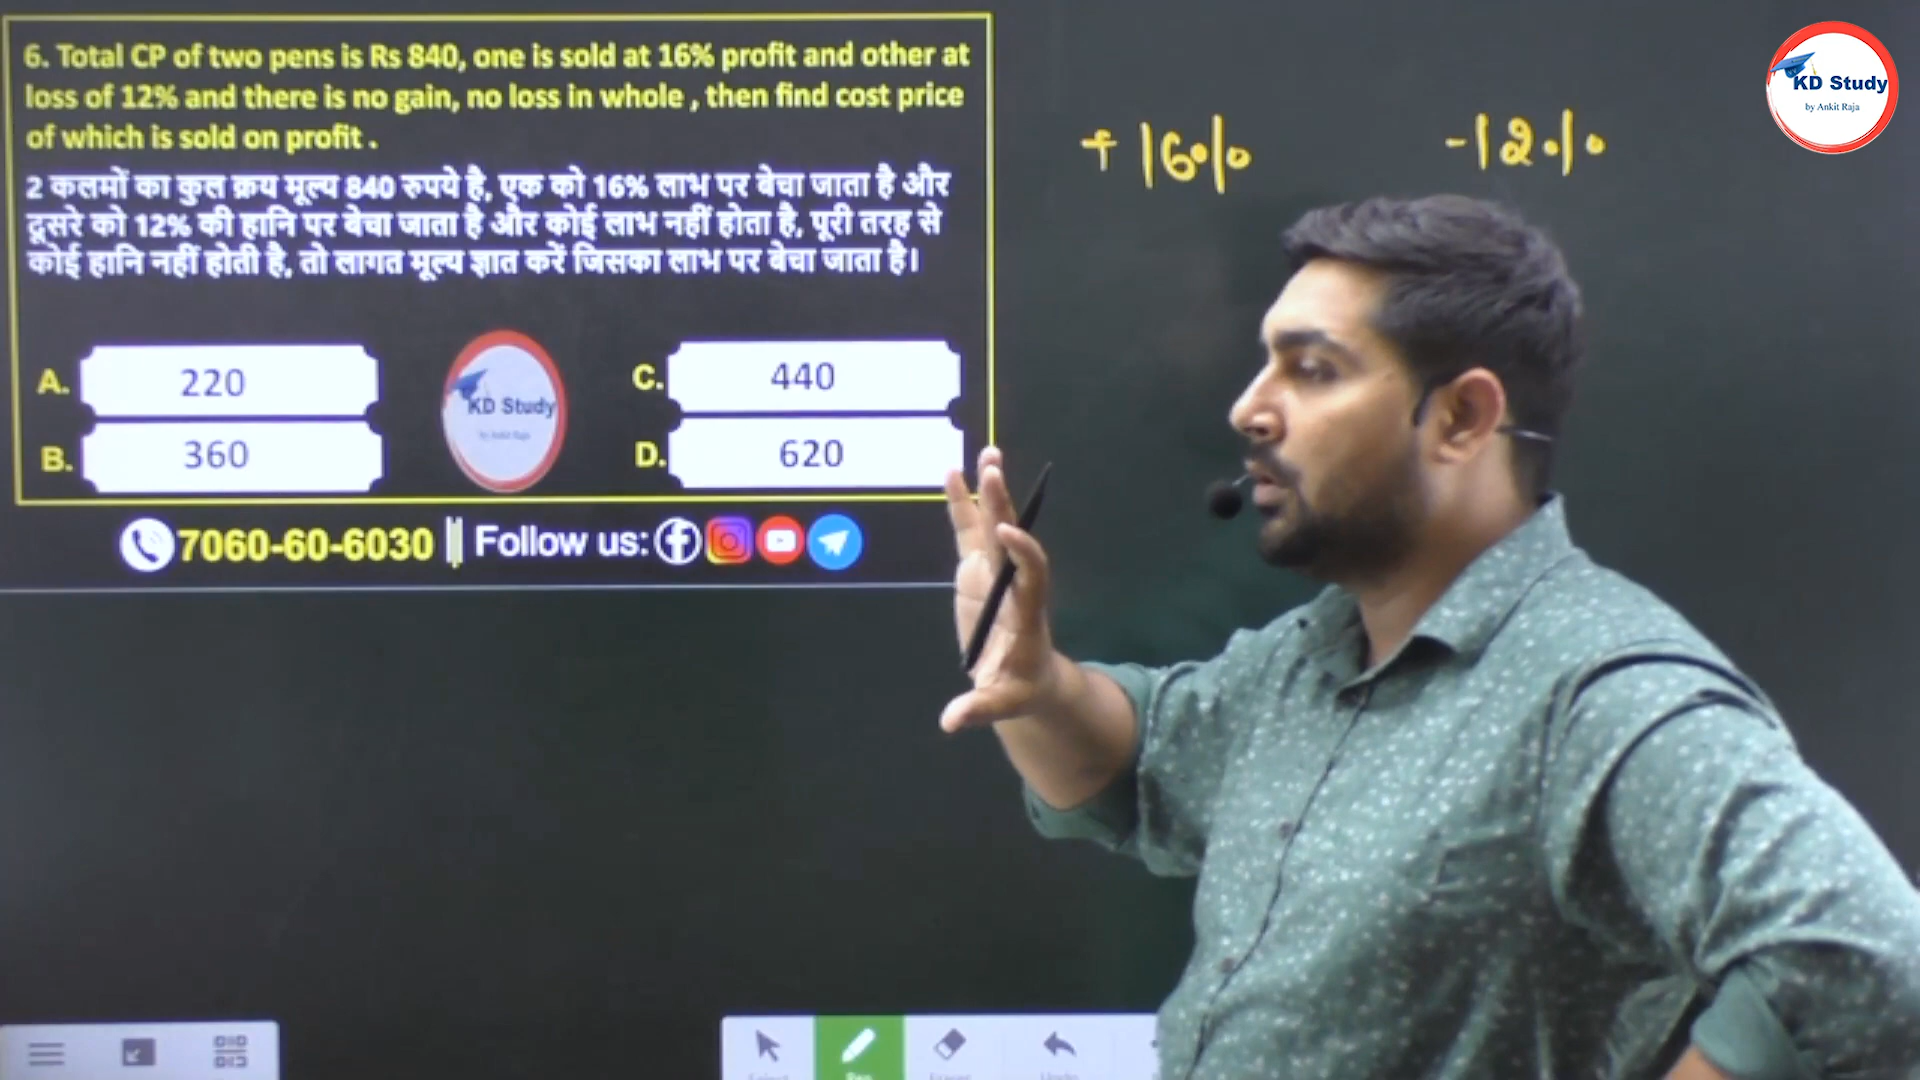 6. Total CP of two pens is Rs 840, one is sold at 16% profit and other at
loss of 12% and there is no gain, no loss in whole , then find cost price
of which is sold on profit .
2 कलमों का कुल क्रय मूल्य 840 रुपये है, एक को 16% लाभ पर बेचा जाता है और
दूसरे को 12% की हानि पर बेचा जाता है और कोई लाभ नहीं होता है, पूरी तरह से
कोई हानि नहीं होती है, तो लागत मूल्य ज्ञात करें जिसका लाभ पर बेचा जाता है।
A. 220
B. 360
C. 440
D. 620
KD Study
by Ankit Raja
7060-60-6030 || Follow us:
+16%
-12%
KD Study
by Ankit Raja